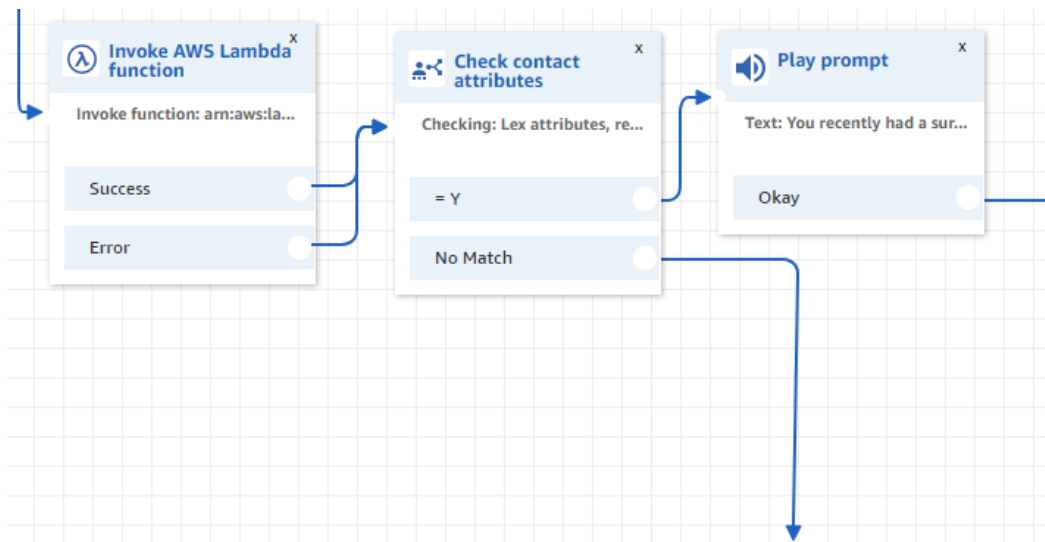 Invoke AWS Lambda
function
x
Invoke function: arn:aws:la...
Success
Error
Check contact
attributes
x
Checking: Lex attributes, re...
= Y
No Match
Play prompt
x
Text: You recently had a sur...
Okay